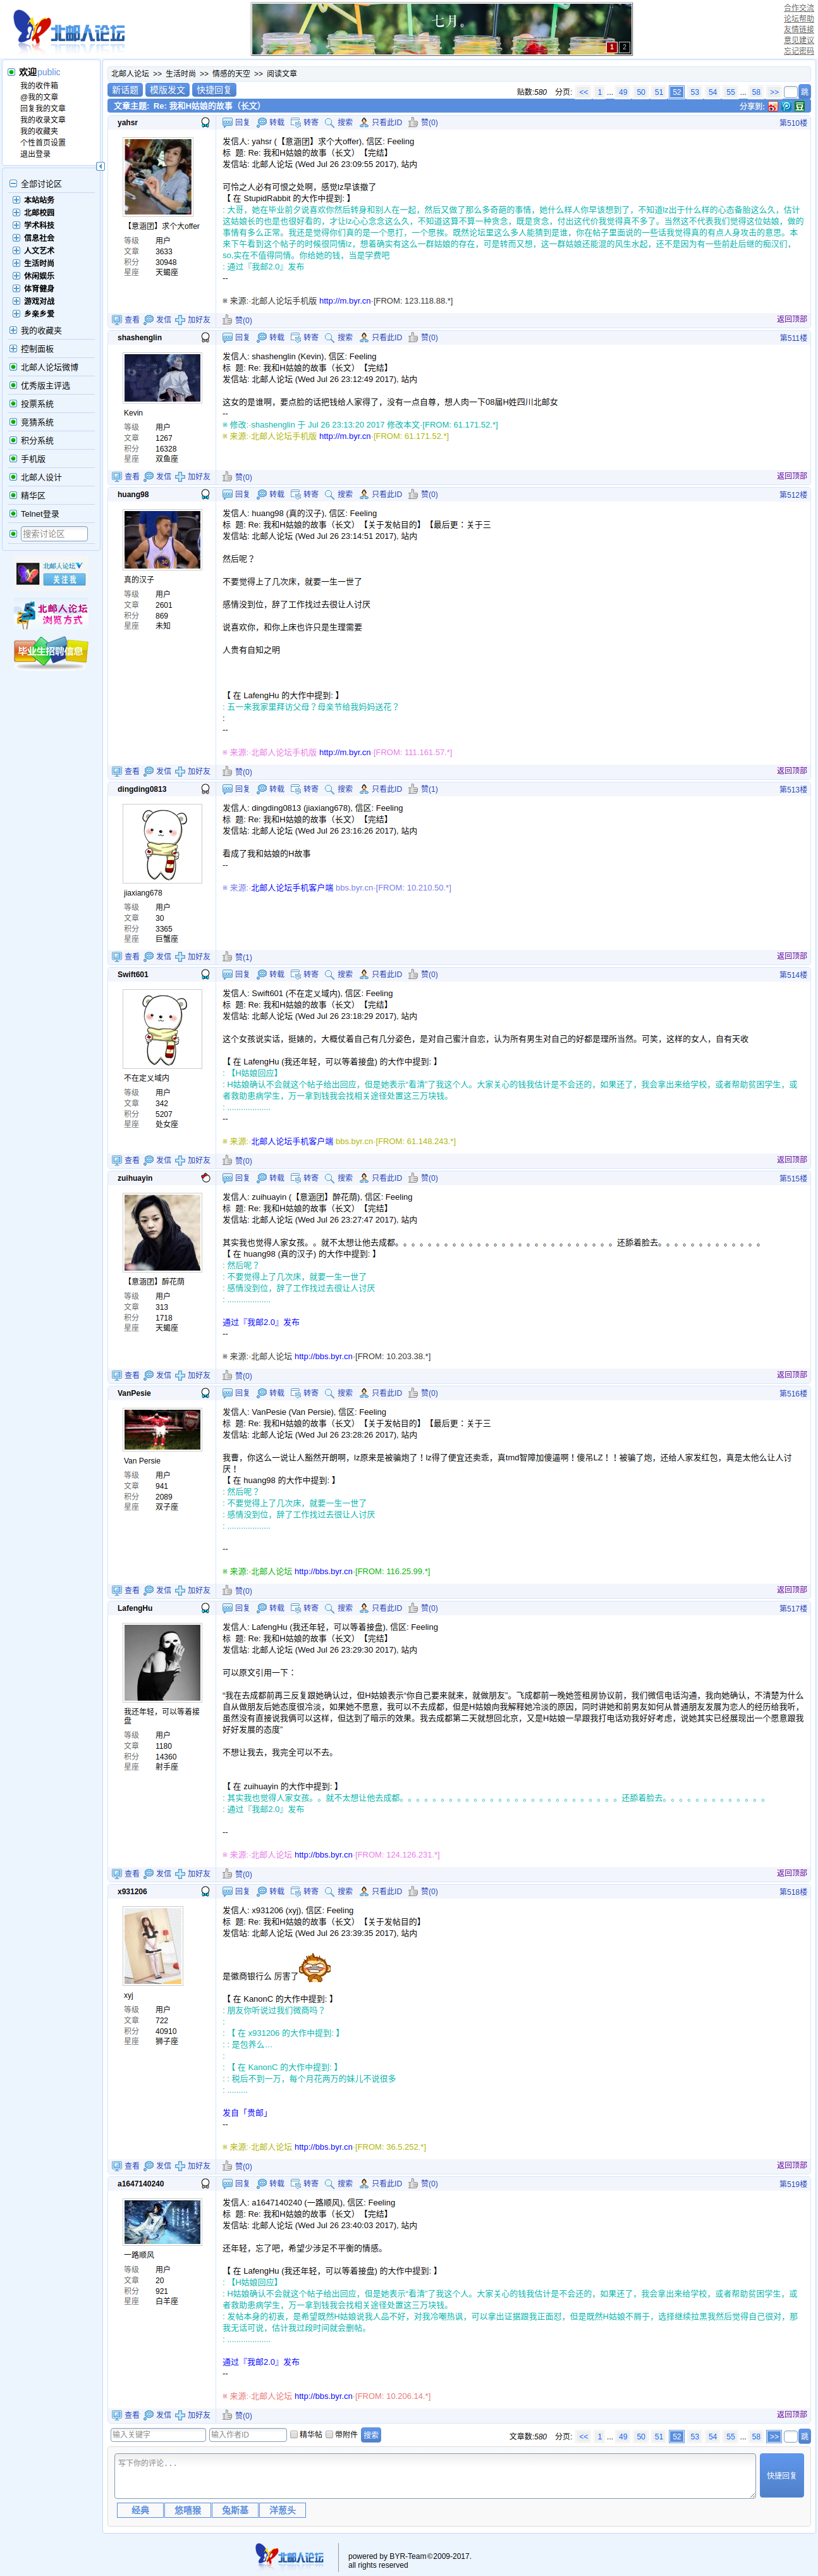 北邮人论坛
七月。
1 2
合作交流
论坛帮助
友情链接
意见建议
忘记密码
欢迎public
我的收件箱
@我的文章
回复我的文章
我的收录文章
我的收藏夹
个性首页设置
退出登录
全部讨论区
本站站务
北邮校园
学术科技
信息社会
人文艺术
生活时尚
休闲娱乐
体育健身
游戏对战
乡亲乡爱
我的收藏夹
控制面板
北邮人论坛微博
优秀版主评选
投票系统
竞猜系统
积分系统
手机版
北邮人设计
精华区
Telnet登录
搜索讨论区
北邮人论坛
关注我
北邮人论坛
浏览方式
毕业生招聘信息
北邮人论坛 >> 生活时尚 >> 情感的天空 >> 阅读文章
新话题 模版发文 快捷回复
贴数:580 分页: << 1 ... 49 50 51 52 53 54 55 ... 58 >> 跳
文章主题: Re: 我和H姑娘的故事（长文） 分享到:
yahsr 回复 转载 转寄 搜索 只看此ID 赞(0) 第510楼
【意涵团】求个大offer
等级 用户
文章 3633
积分 30948
星座 天蝎座
发信人: yahsr (【意涵团】求个大offer), 信区: Feeling
标 题: Re: 我和H姑娘的故事（长文）【完结】
发信站: 北邮人论坛 (Wed Jul 26 23:09:55 2017), 站内
可怜之人必有可恨之处啊，感觉lz早该撤了
【 在 StupidRabbit 的大作中提到: 】
: 大哥，她在毕业前夕说喜欢你然后转身和别人在一起，然后又做了那么多奇葩的事情，她什么样人你早该想到了，不知道lz出于什么样的心态备胎这么久，估计这姑娘长的也是也很好看的，才让lz心心念念这么久，不知道这算不算一种贪念，既是贪念，付出这代价我觉得真不多了。当然这不代表我们觉得这位姑娘，做的事情有多么正常。我还是觉得你们真的是一个愿打，一个愿挨。既然论坛里这么多人能猜到是谁，你在帖子里面说的一些话我觉得真的有点人身攻击的意思。本来下午看到这个帖子的时候很同情lz，想着确实有这么一群姑娘的存在，可是转而又想，这一群姑娘还能混的风生水起，还不是因为有一些前赴后继的痴汉们，so,实在不值得同情。你给她的钱，当是学费吧
: 通过『我邮2.0』发布
--
※ 来源:·北邮人论坛手机版 http://m.byr.cn·[FROM: 123.118.88.*]
查看 发信 加好友 赞(0) 返回顶部
shashenglin 回复 转载 转寄 搜索 只看此ID 赞(0) 第511楼
Kevin
等级 用户
文章 1267
积分 16328
星座 双鱼座
发信人: shashenglin (Kevin), 信区: Feeling
标 题: Re: 我和H姑娘的故事（长文）【完结】
发信站: 北邮人论坛 (Wed Jul 26 23:12:49 2017), 站内
这女的是谁啊，要点脸的话把钱给人家得了，没有一点自尊，想人肉一下08届H姓四川北邮女
--
※ 修改:·shashenglin 于 Jul 26 23:13:20 2017 修改本文·[FROM: 61.171.52.*]
※ 来源:·北邮人论坛手机版 http://m.byr.cn·[FROM: 61.171.52.*]
查看 发信 加好友 赞(0) 返回顶部
huang98 回复 转载 转寄 搜索 只看此ID 赞(0) 第512楼
真的汉子
等级 用户
文章 2601
积分 869
星座 未知
发信人: huang98 (真的汉子), 信区: Feeling
标 题: Re: 我和H姑娘的故事（长文）【关于发帖目的】【最后更：关于三
发信站: 北邮人论坛 (Wed Jul 26 23:14:51 2017), 站内
然后呢？
不要觉得上了几次床，就要一生一世了
感情没到位，辞了工作找过去很让人讨厌
说喜欢你，和你上床也许只是生理需要
人贵有自知之明
【 在 LafengHu 的大作中提到: 】
: 五一来我家里拜访父母？母亲节给我妈妈送花？
:
--
※ 来源:·北邮人论坛手机版 http://m.byr.cn·[FROM: 111.161.57.*]
查看 发信 加好友 赞(0) 返回顶部
dingding0813 回复 转载 转寄 搜索 只看此ID 赞(1) 第513楼
jiaxiang678
等级 用户
文章 30
积分 3365
星座 巨蟹座
发信人: dingding0813 (jiaxiang678), 信区: Feeling
标 题: Re: 我和H姑娘的故事（长文）【完结】
发信站: 北邮人论坛 (Wed Jul 26 23:16:26 2017), 站内
看成了我和姑娘的H故事
--
※ 来源:·北邮人论坛手机客户端 bbs.byr.cn·[FROM: 10.210.50.*]
查看 发信 加好友 赞(1) 返回顶部
Swift601 回复 转载 转寄 搜索 只看此ID 赞(0) 第514楼
不在定义域内
等级 用户
文章 342
积分 5207
星座 处女座
发信人: Swift601 (不在定义域内), 信区: Feeling
标 题: Re: 我和H姑娘的故事（长文）【完结】
发信站: 北邮人论坛 (Wed Jul 26 23:18:29 2017), 站内
这个女孩说实话，挺婊的，大概仗着自己有几分姿色，是对自己蜜汁自恋，认为所有男生对自己的好都是理所当然。可笑，这样的女人，自有天收
【 在 LafengHu (我还年轻，可以等着接盘) 的大作中提到: 】
: 【H姑娘回应】
: H姑娘确认不会就这个帖子给出回应，但是她表示“看清”了我这个人。大家关心的钱我估计是不会还的，如果还了，我会拿出来给学校，或者帮助贫困学生，或者救助患病学生，万一拿到钱我会找相关途径处置这三万块钱。
: ...................
--
※ 来源:·北邮人论坛手机客户端 bbs.byr.cn·[FROM: 61.148.243.*]
查看 发信 加好友 赞(0) 返回顶部
zuihuayin 回复 转载 转寄 搜索 只看此ID 赞(0) 第515楼
【意涵团】醉花荫
等级 用户
文章 313
积分 1718
星座 天蝎座
发信人: zuihuayin (【意涵团】醉花荫), 信区: Feeling
标 题: Re: 我和H姑娘的故事（长文）【完结】
发信站: 北邮人论坛 (Wed Jul 26 23:27:47 2017), 站内
其实我也觉得人家女孩。。就不太想让他去成都。。。。。。。。。。。。。。。。。。。。。。。。。。。还舔着脸去。。。。。。。。。。。。。
【 在 huang98 (真的汉子) 的大作中提到: 】
: 然后呢？
: 不要觉得上了几次床，就要一生一世了
: 感情没到位，辞了工作找过去很让人讨厌
: ...................
通过『我邮2.0』发布
--
※ 来源:·北邮人论坛 http://bbs.byr.cn·[FROM: 10.203.38.*]
查看 发信 加好友 赞(0) 返回顶部
VanPesie 回复 转载 转寄 搜索 只看此ID 赞(0) 第516楼
Van Persie
等级 用户
文章 941
积分 2089
星座 双子座
发信人: VanPesie (Van Persie), 信区: Feeling
标 题: Re: 我和H姑娘的故事（长文）【关于发帖目的】【最后更：关于三
发信站: 北邮人论坛 (Wed Jul 26 23:28:26 2017), 站内
我曹，你这么一说让人豁然开朗啊，lz原来是被骗炮了！lz得了便宜还卖乖，真tmd智障加傻逼啊！傻吊LZ！！被骗了炮，还给人家发红包，真是太他么让人讨厌！
【 在 huang98 的大作中提到: 】
: 然后呢？
: 不要觉得上了几次床，就要一生一世了
: 感情没到位，辞了工作找过去很让人讨厌
: ...................
--
※ 来源:·北邮人论坛 http://bbs.byr.cn·[FROM: 116.25.99.*]
查看 发信 加好友 赞(0) 返回顶部
LafengHu 回复 转载 转寄 搜索 只看此ID 赞(0) 第517楼
我还年轻，可以等着接盘
等级 用户
文章 1180
积分 14360
星座 射手座
发信人: LafengHu (我还年轻，可以等着接盘), 信区: Feeling
标 题: Re: 我和H姑娘的故事（长文）【完结】
发信站: 北邮人论坛 (Wed Jul 26 23:29:30 2017), 站内
可以原文引用一下：
“我在去成都前再三反复跟她确认过，但H姑娘表示“你自己要来就来，就做朋友”。飞成都前一晚她签租房协议前，我们微信电话沟通，我向她确认，不清楚为什么自从做朋友后她态度很冷淡，如果她不愿意，我可以不去成都，但是H姑娘向我解释她冷淡的原因，同时讲她和前男友如何从普通朋友发展为恋人的经历给我听，虽然没有直接说我俩可以一样发展，但达到了暗示的效果。我去成都第二天就想回北京，又是H姑娘一早跟我打电话劝我好好考虑，说她其实已经展现出一个愿意跟我好好发展的态度”
不想让我去，我完全可以不去。
【 在 zuihuayin 的大作中提到: 】
: 其实我也觉得人家女孩。。就不太想让他去成都。。。。。。。。。。。。。。。。。。。。。。。。。。。还舔着脸去。。。。。。。。。。。。。
: 通过『我邮2.0』发布
--
※ 来源:·北邮人论坛 http://bbs.byr.cn·[FROM: 124.126.231.*]
查看 发信 加好友 赞(0) 返回顶部
x931206 回复 转载 转寄 搜索 只看此ID 赞(0) 第518楼
xyj
等级 用户
文章 722
积分 40910
星座 狮子座
发信人: x931206 (xyj), 信区: Feeling
标 题: Re: 我和H姑娘的故事（长文）【关于发帖目的】
发信站: 北邮人论坛 (Wed Jul 26 23:39:35 2017), 站内
是徽商银行么 厉害了
【 在 KanonC 的大作中提到: 】
: 朋友你听说过我们微商吗？
:
: 【 在 x931206 的大作中提到: 】
: : 是包养么…
:
: 【 在 KanonC 的大作中提到: 】
: : 税后不到一万，每个月花两万的妹儿不说很多
: .........
发自「贵邮」
--
※ 来源:·北邮人论坛 http://bbs.byr.cn·[FROM: 36.5.252.*]
查看 发信 加好友 赞(0) 返回顶部
a1647140240 回复 转载 转寄 搜索 只看此ID 赞(0) 第519楼
一路顺风
等级 用户
文章 20
积分 921
星座 白羊座
发信人: a1647140240 (一路顺风), 信区: Feeling
标 题: Re: 我和H姑娘的故事（长文）【完结】
发信站: 北邮人论坛 (Wed Jul 26 23:40:03 2017), 站内
还年轻，忘了吧，希望少涉足不平衡的情感。
【 在 LafengHu (我还年轻，可以等着接盘) 的大作中提到: 】
: 【H姑娘回应】
: H姑娘确认不会就这个帖子给出回应，但是她表示“看清”了我这个人。大家关心的钱我估计是不会还的，如果还了，我会拿出来给学校，或者帮助贫困学生，或者救助患病学生，万一拿到钱我会找相关途径处置这三万块钱。
: 发帖本身的初衷，是希望既然H姑娘说我人品不好，对我冷嘲热讽，可以拿出证据跟我正面怼，但是既然H姑娘不屑于，选择继续拉黑我然后觉得自己很对，那我无话可说，估计我过段时间就会删帖。
: ...................
通过『我邮2.0』发布
--
※ 来源:·北邮人论坛 http://bbs.byr.cn·[FROM: 10.206.14.*]
查看 发信 加好友 赞(0) 返回顶部
输入关键字 输入作者ID 精华帖 带附件 搜索
文章数:580 分页: << 1 ... 49 50 51 52 53 54 55 ... 58 >> 跳
写下你的评论...
快捷回复
经典 悠嘻猴 兔斯基 洋葱头
北邮人论坛
powered by BYR-Team©2009-2017.
all rights reserved